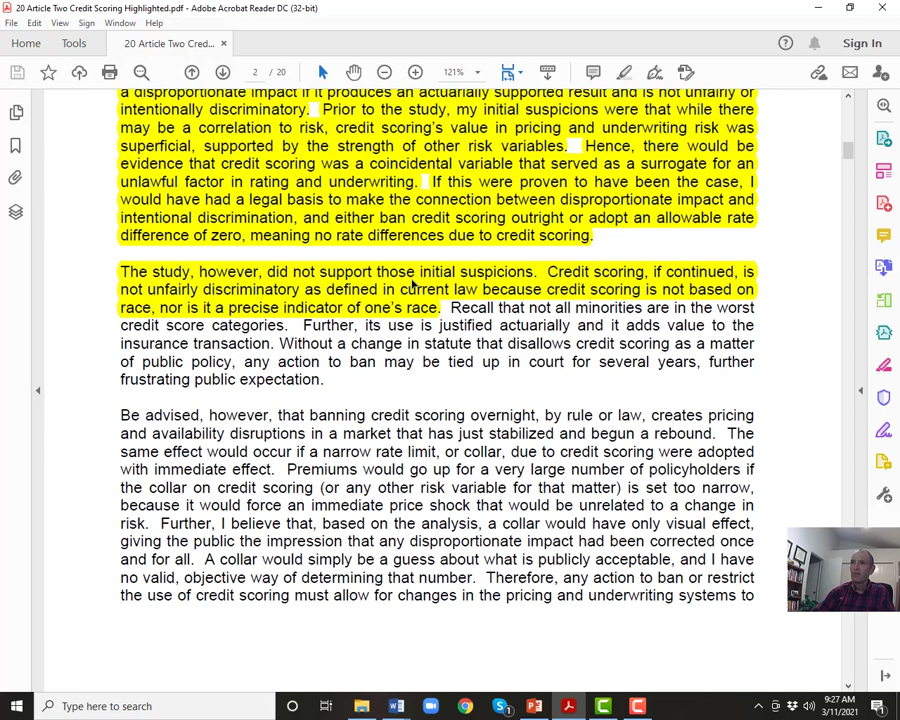 20 Article Two Credit Scoring Highlighted.pdf - Adobe Acrobat Reader DC (32-bit)
File Edit View Sign Window Help
Home Tools 20 Article Two Cred... × Sign In
2 / 20 121%
a disproportionate impact if it produces an actuarially supported result and is not unfairly or
intentionally discriminatory. Prior to the study, my initial suspicions were that while there
may be a correlation to risk, credit scoring's value in pricing and underwriting risk was
superficial, supported by the strength of other risk variables. Hence, there would be
evidence that credit scoring was a coincidental variable that served as a surrogate for an
unlawful factor in rating and underwriting. If this were proven to have been the case, I
would have had a legal basis to make the connection between disproportionate impact and
intentional discrimination, and either ban credit scoring outright or adopt an allowable rate
difference of zero, meaning no rate differences due to credit scoring.
The study, however, did not support those initial suspicions. Credit scoring, if continued, is
not unfairly discriminatory as defined in current law because credit scoring is not based on
race, nor is it a precise indicator of one's race. Recall that not all minorities are in the worst
credit score categories. Further, its use is justified actuarially and it adds value to the
insurance transaction. Without a change in statute that disallows credit scoring as a matter
of public policy, any action to ban may be tied up in court for several years, further
frustrating public expectation.
Be advised, however, that banning credit scoring overnight, by rule or law, creates pricing
and availability disruptions in a market that has just stabilized and begun a rebound. The
same effect would occur if a narrow rate limit, or collar, due to credit scoring were adopted
with immediate effect. Premiums would go up for a very large number of policyholders if
the collar on credit scoring (or any other risk variable for that matter) is set too narrow,
because it would force an immediate price shock that would be unrelated to a change in
risk. Further, I believe that, based on the analysis, a collar would have only visual effect,
giving the public the impression that any disproportionate impact had been corrected once
and for all. A collar would simply be a guess about what is publicly acceptable, and I have
no valid, objective way of determining that number. Therefore, any action to ban or restrict
the use of credit scoring must allow for changes in the pricing and underwriting systems to
Type here to search
9:27 AM
3/11/2021